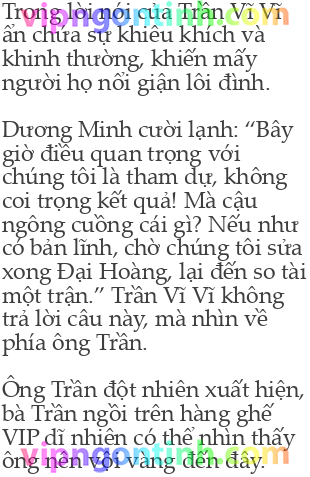 Trong lời nói của Trần Vĩ Vĩ
ẩn chứa sự khiêu khích và
khinh thường, khiến mấy
người họ nổi giận lôi đình.
Dương Minh cười lạnh: “Bây
giờ điều quan trọng với
chúng tôi là tham dự, không
coi trọng kết quả! Mà cậu
ngông cuồng cái gì? Nếu như
có bản lĩnh, chờ chúng tôi sửa
xong Đại Hoàng, lại đến so tài
một trận.” Trần Vĩ Vĩ không
trả lời câu này, mà nhìn về
phía ông Trần.
Ông Trần đột nhiên xuất hiện,
bà Trần ngồi trên hàng ghế
VIP dĩ nhiên có thể nhìn thấy
ông nên vội vàng đến đây.
vipngontinh.com
vipngontinh.com